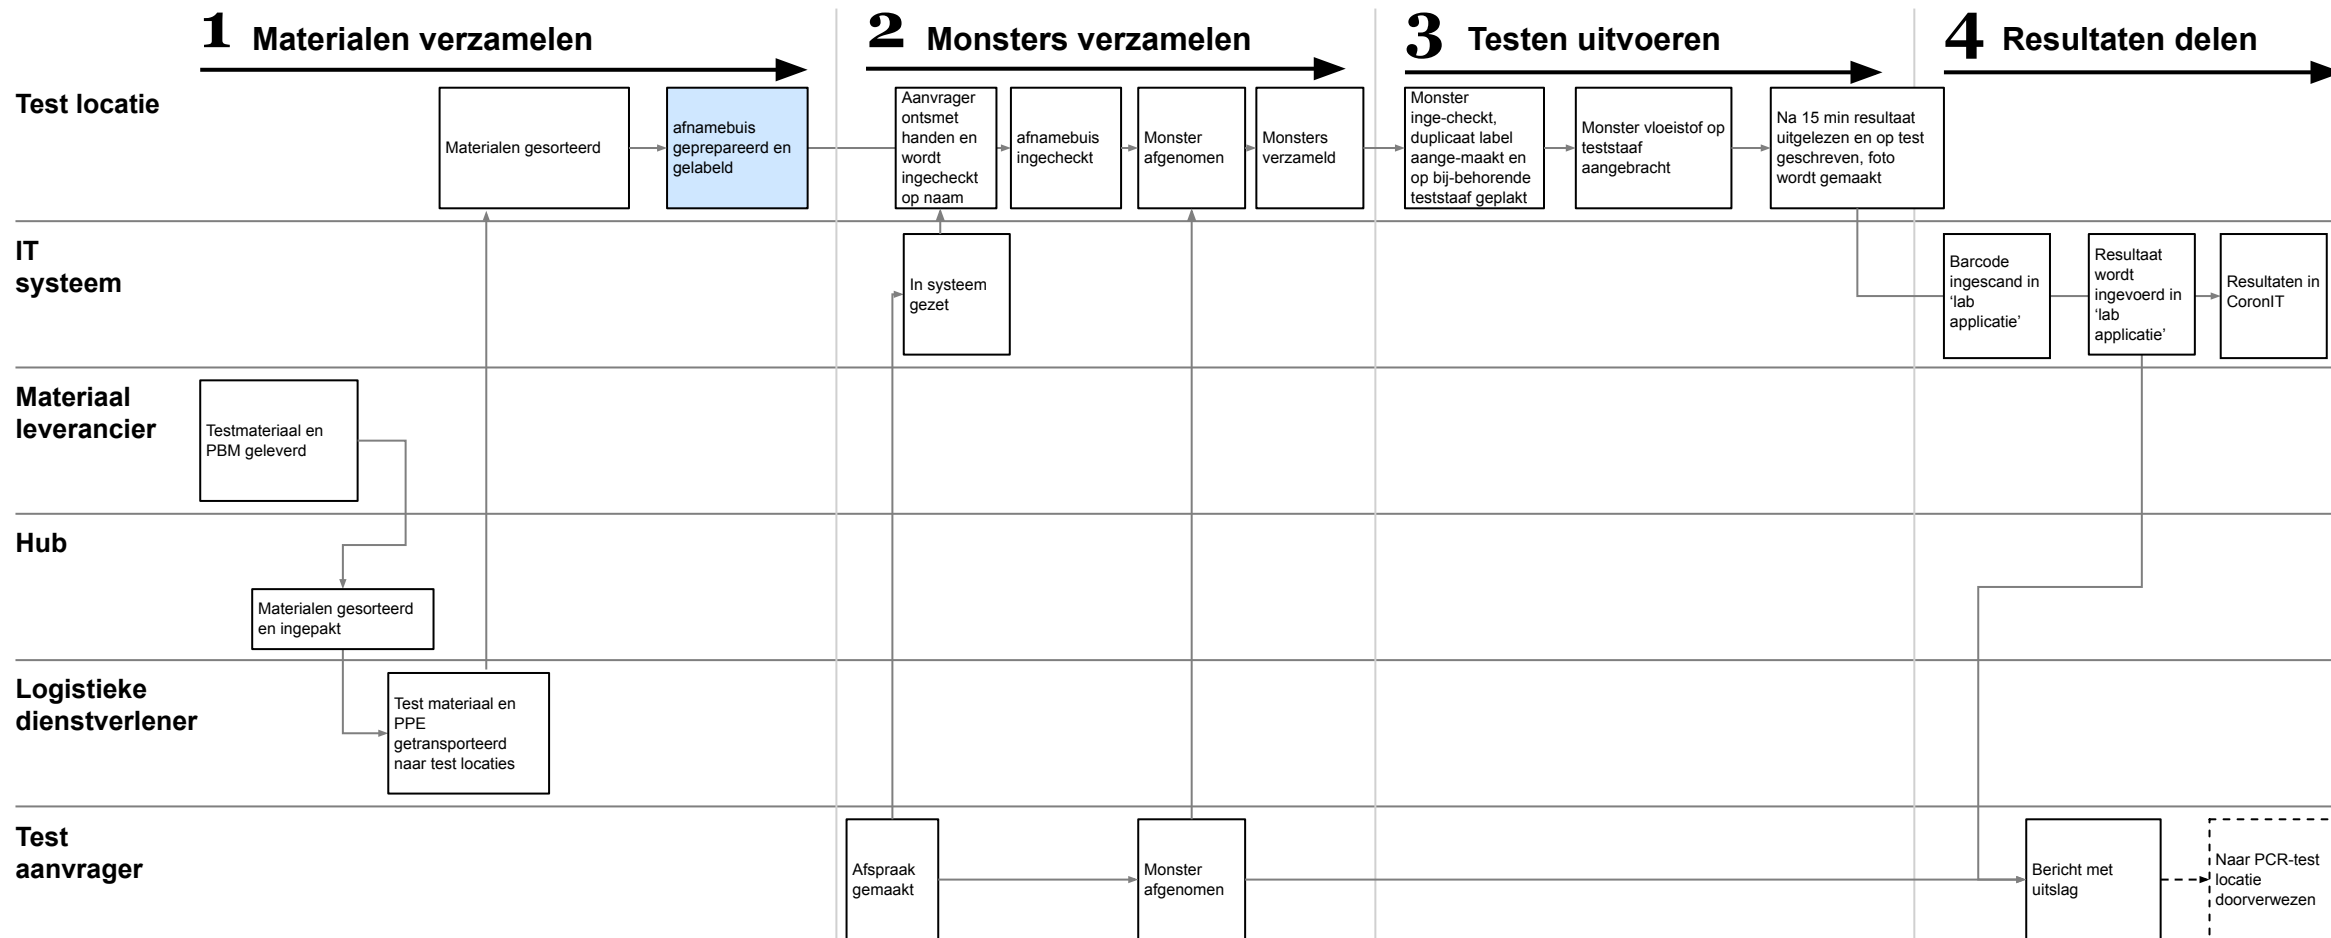 1 Materialen verzamelen
2 Monsters verzamelen
3 Testen uitvoeren
4 Resultaten delen
Test locatie
Materialen gesorteerd
afnamebuis
geprepareerd en
gelabeld
Aanvrager
ontsmet
handen en
wordt
ingecheckt
op naam
afnamebuis
ingecheckt
Monster
afgenomen
Monsters
verzameld
Monster
inge-checkt,
duplicaat label
aange-maakt en
op bij-behorende
teststaaf geplakt
Monster vloeistof op
teststaaf
aangebracht
Na 15 min resultaat
uitgelezen en op test
geschreven, foto
wordt gemaakt
IT
systeem
In systeem
gezet
Barcode
ingescand in
‘lab
applicatie’
Resultaat
wordt
ingevoerd in
‘lab
applicatie’
Resultaten in
CoronIT
Materiaal
leverancier
Testmateriaal en
PBM geleverd
Hub
Materialen gesorteerd
en ingepakt
Logistieke
dienstverlener
Test materiaal en
PPE
getransporteerd
naar test locaties
Test
aanvrager
Afspraak
gemaakt
Monster
afgenomen
Bericht met
uitslag
Naar PCR-test
locatie
doorverwezen